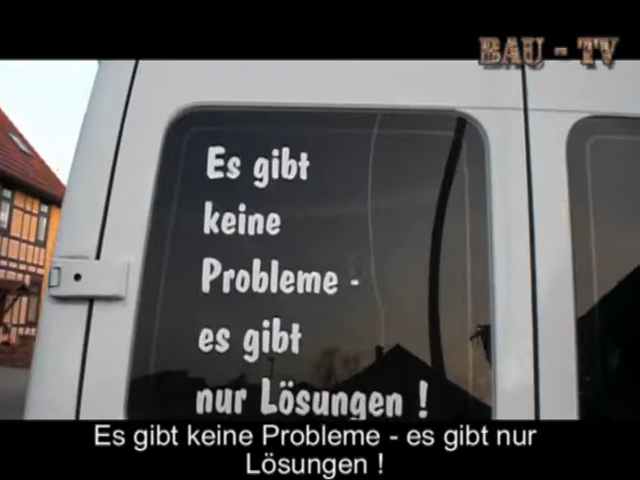 BAU - TV
Es gibt
keine
Probleme -
es gibt
nur Lösungen !
Es gibt keine Probleme - es gibt nur
Lösungen !